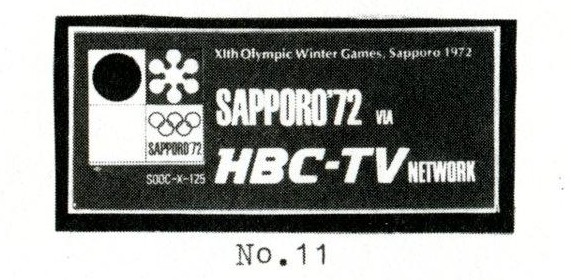 XIth Olympic Winter Games, Sapporo 1972
SAPPORO'72 VIA
SAPPORO'72
HBC-TV NETWORK
SOOC-X-125
No.11